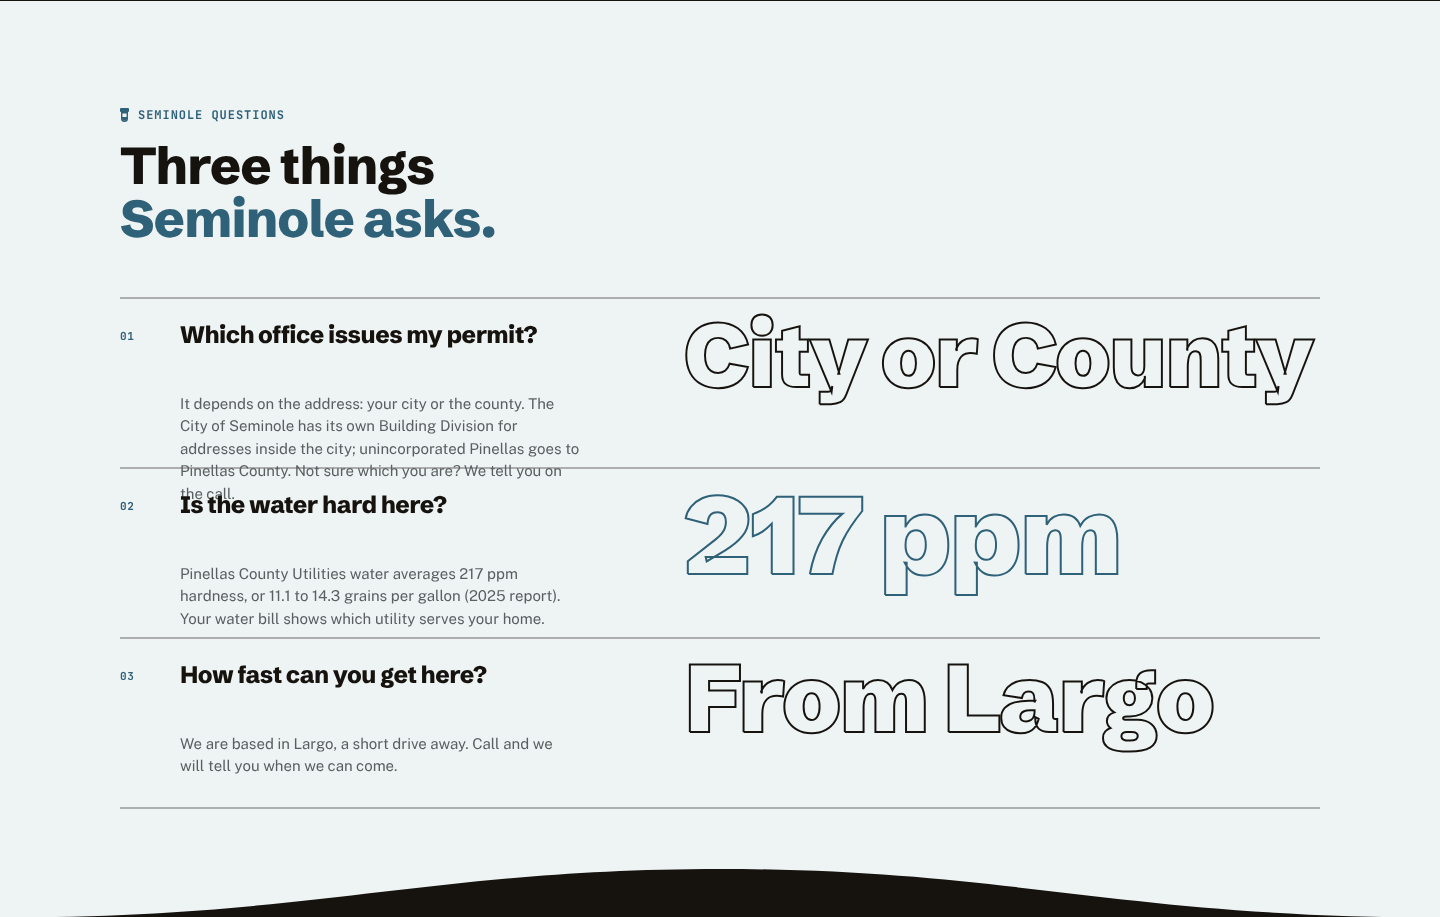 SEMINOLE QUESTIONS
Three things
Seminole asks.
01
Which office issues my permit?
City or County
It depends on the address: your city or the county. The
City of Seminole has its own Building Division for
addresses inside the city; unincorporated Pinellas goes to
Pinellas County. Not sure which you are? We tell you on
the call.
02
Is the water hard here?
217 ppm
Pinellas County Utilities water averages 217 ppm
hardness, or 11.1 to 14.3 grains per gallon (2025 report).
Your water bill shows which utility serves your home.
03
How fast can you get here?
From Largo
We are based in Largo, a short drive away. Call and we
will tell you when we can come.